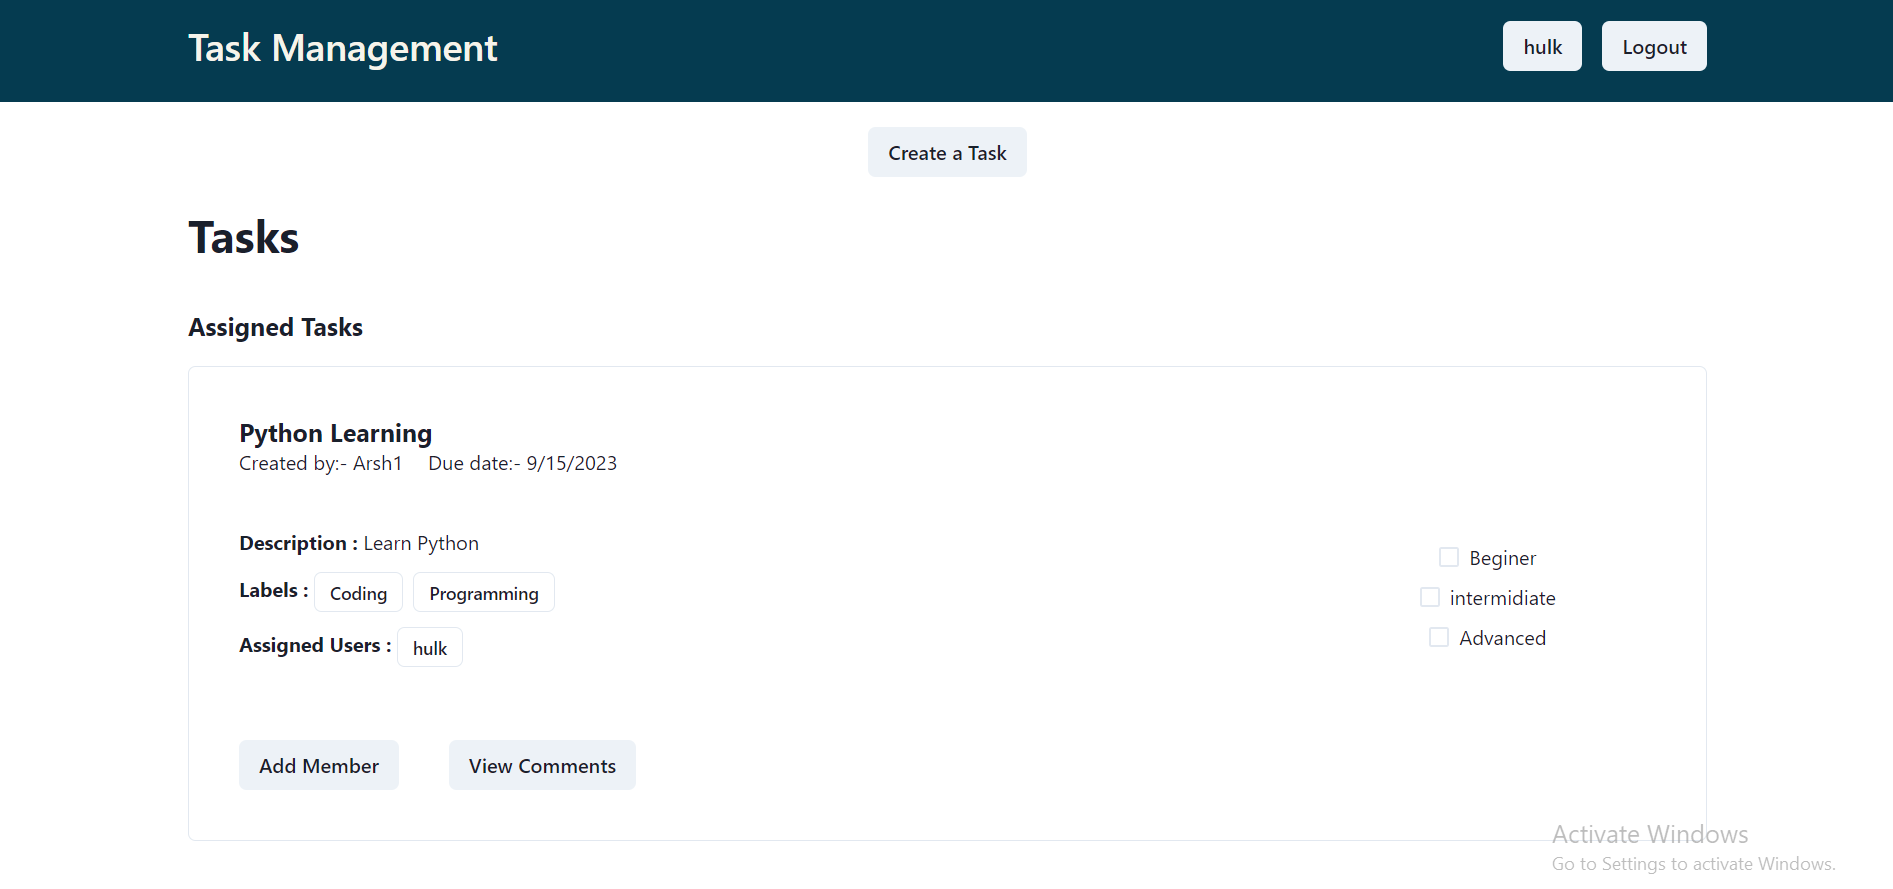 Task Management
hulk
Logout
Create a Task
Tasks
Assigned Tasks
Python Learning
Created by:- Arsh1 Due date:- 9/15/2023
Description : Learn Python
Labels : Coding Programming
Assigned Users : hulk
Beginer
intermidiate
Advanced
Add Member
View Comments
Activate Windows
Go to Settings to activate Windows.